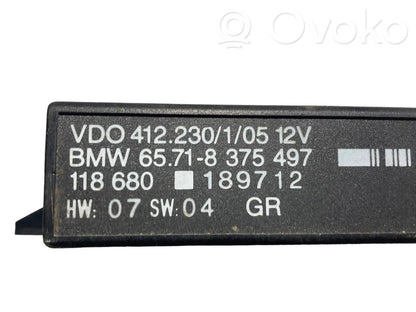 Ovoko
VDO 412.230/1/05 12V
BMW 65.71-8 375 497
118 680 189712
HW: 07 SW: 04 GR